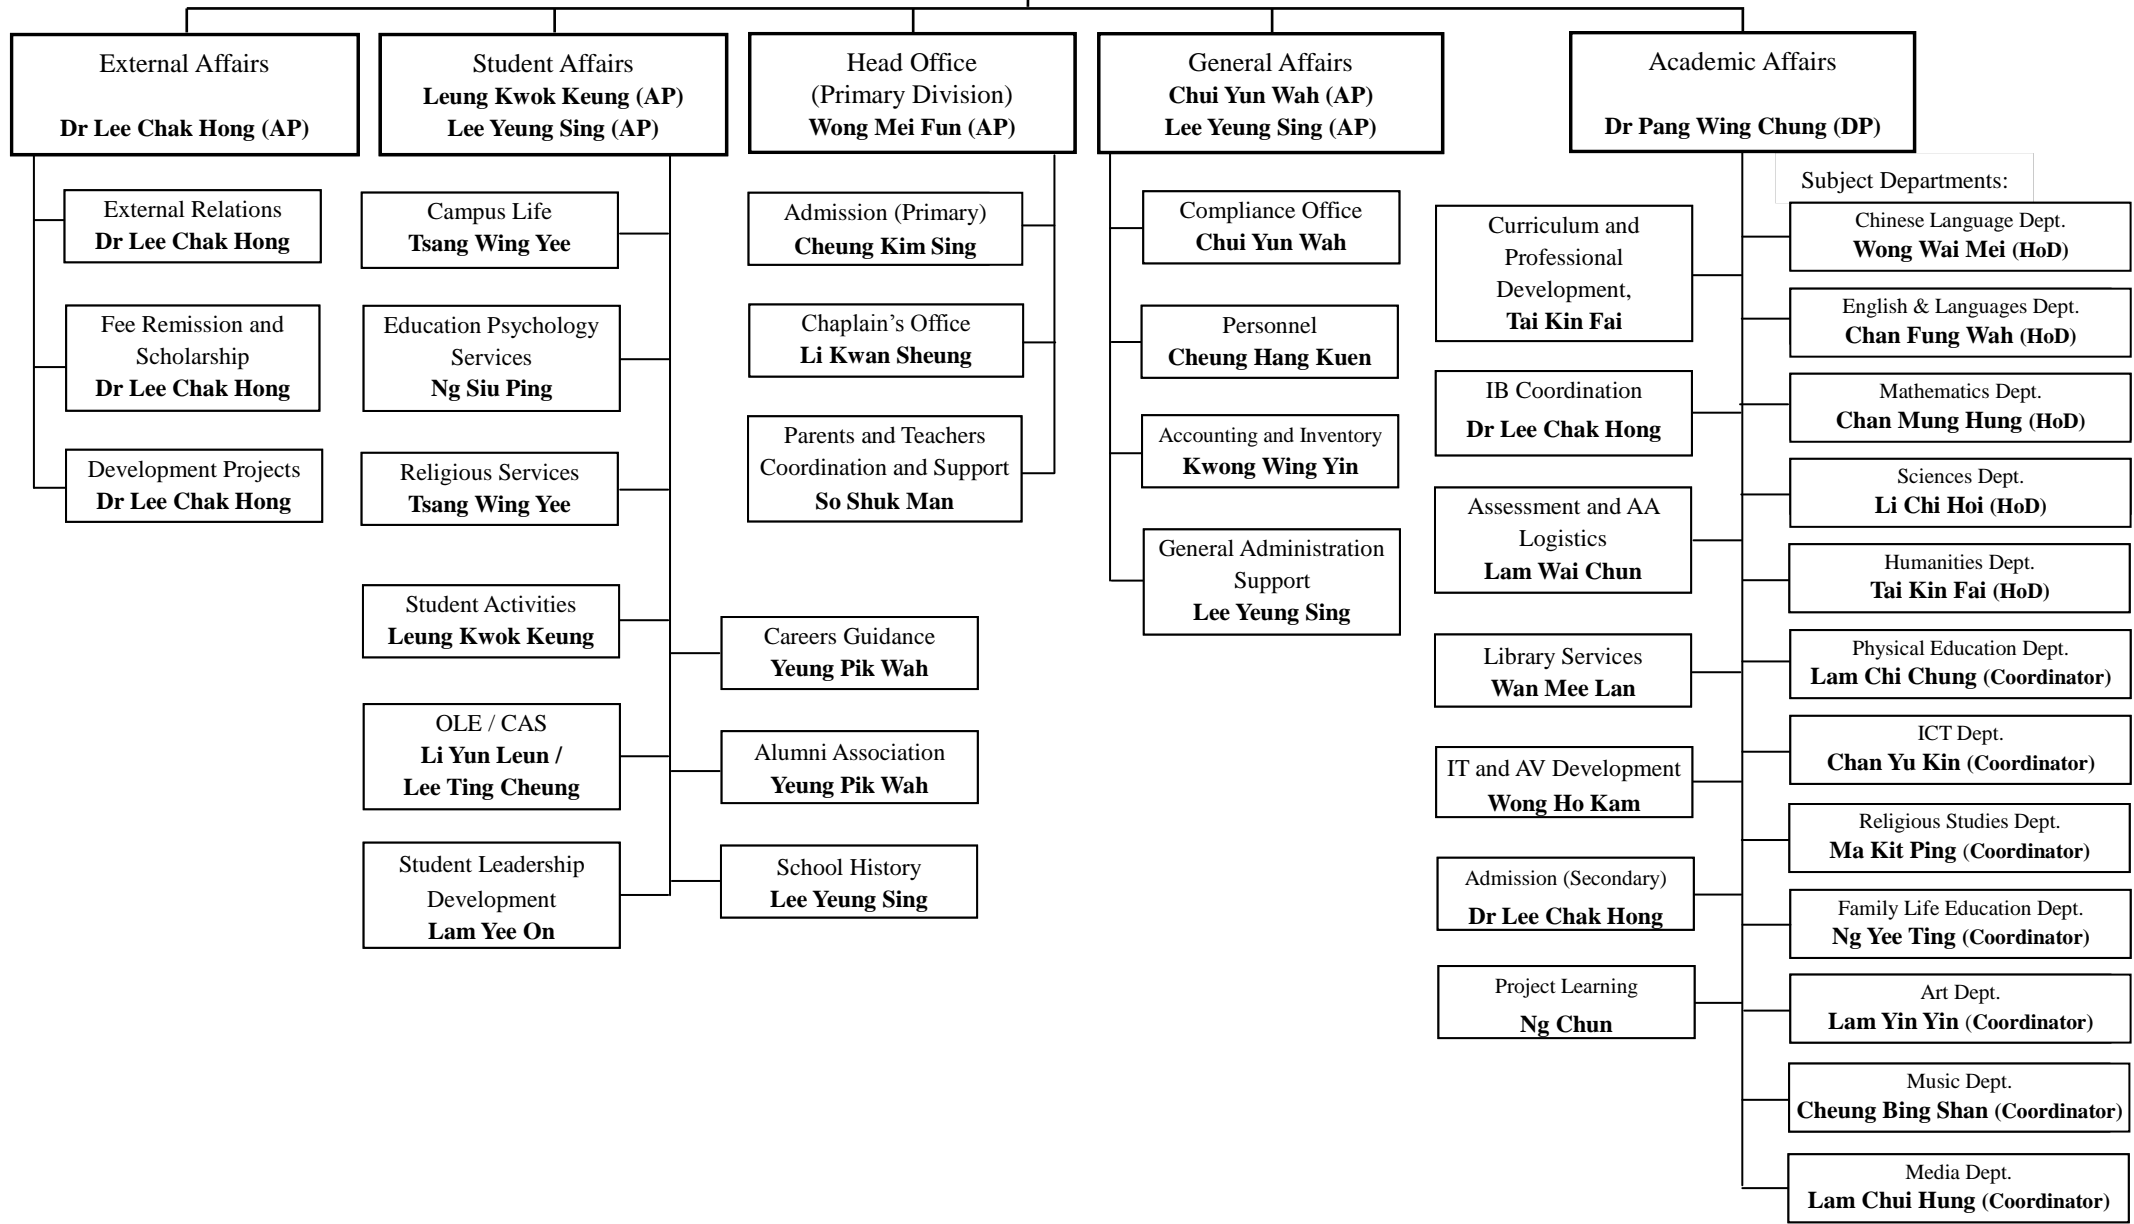 External Affairs
Dr Lee Chak Hong (AP)
Student Affairs
Leung Kwok Keung (AP)
Lee Yeung Sing (AP)
Head Office
(Primary Division)
Wong Mei Fun (AP)
General Affairs
Chui Yun Wah (AP)
Lee Yeung Sing (AP)
Academic Affairs
Dr Pang Wing Chung (DP)
External Relations
Dr Lee Chak Hong
Fee Remission and
Scholarship
Dr Lee Chak Hong
Development Projects
Dr Lee Chak Hong
Campus Life
Tsang Wing Yee
Education Psychology
Services
Ng Siu Ping
Religious Services
Tsang Wing Yee
Student Activities
Leung Kwok Keung
OLE / CAS
Li Yun Leun /
Lee Ting Cheung
Student Leadership
Development
Lam Yee On
Careers Guidance
Yeung Pik Wah
Alumni Association
Yeung Pik Wah
School History
Lee Yeung Sing
Admission (Primary)
Cheung Kim Sing
Chaplain’s Office
Li Kwan Sheung
Parents and Teachers
Coordination and Support
So Shuk Man
Compliance Office
Chui Yun Wah
Personnel
Cheung Hang Kuen
Accounting and Inventory
Kwong Wing Yin
General Administration
Support
Lee Yeung Sing
Curriculum and
Professional
Development,
Tai Kin Fai
IB Coordination
Dr Lee Chak Hong
Assessment and AA
Logistics
Lam Wai Chun
Library Services
Wan Mee Lan
IT and AV Development
Wong Ho Kam
Admission (Secondary)
Dr Lee Chak Hong
Project Learning
Ng Chun
Subject Departments:
Chinese Language Dept.
Wong Wai Mei (HoD)
English & Languages Dept.
Chan Fung Wah (HoD)
Mathematics Dept.
Chan Mung Hung (HoD)
Sciences Dept.
Li Chi Hoi (HoD)
Humanities Dept.
Tai Kin Fai (HoD)
Physical Education Dept.
Lam Chi Chung (Coordinator)
ICT Dept.
Chan Yu Kin (Coordinator)
Religious Studies Dept.
Ma Kit Ping (Coordinator)
Family Life Education Dept.
Ng Yee Ting (Coordinator)
Art Dept.
Lam Yin Yin (Coordinator)
Music Dept.
Cheung Bing Shan (Coordinator)
Media Dept.
Lam Chui Hung (Coordinator)